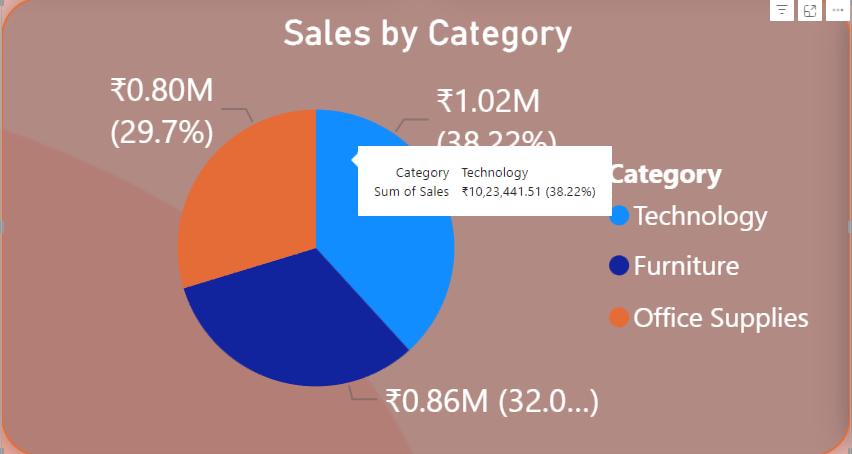 Sales by Category
₹0.80M
(29.7%)
₹1.02M
(38.22%)
Category Technology
Sum of Sales ₹10,23,441.51 (38.22%)
Category
Technology
Furniture
Office Supplies
₹0.86M (32.0...)